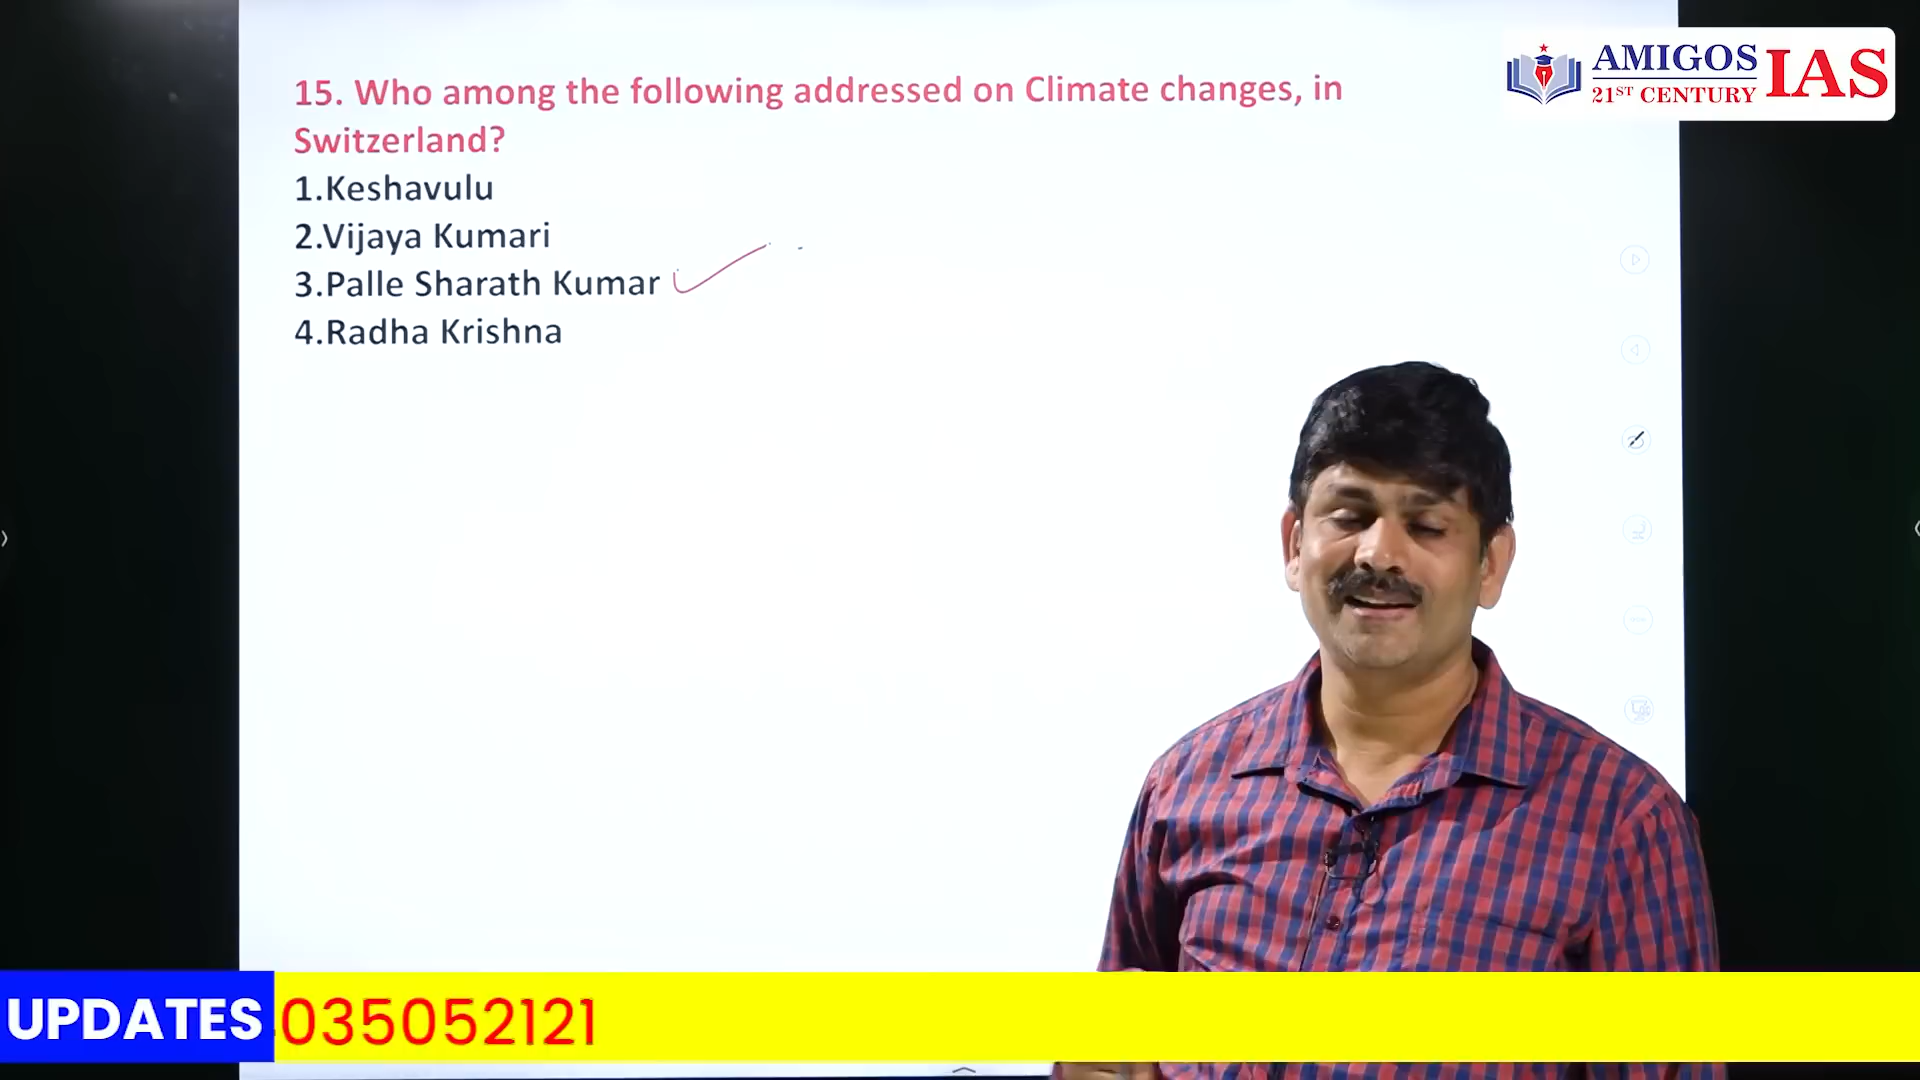 AMIGOS
21ST CENTURY
IAS
15. Who among the following addressed on Climate changes, in
Switzerland?
1.Keshavulu
2.Vijaya Kumari
3.Palle Sharath Kumar
4.Radha Krishna
UPDATES
035052121